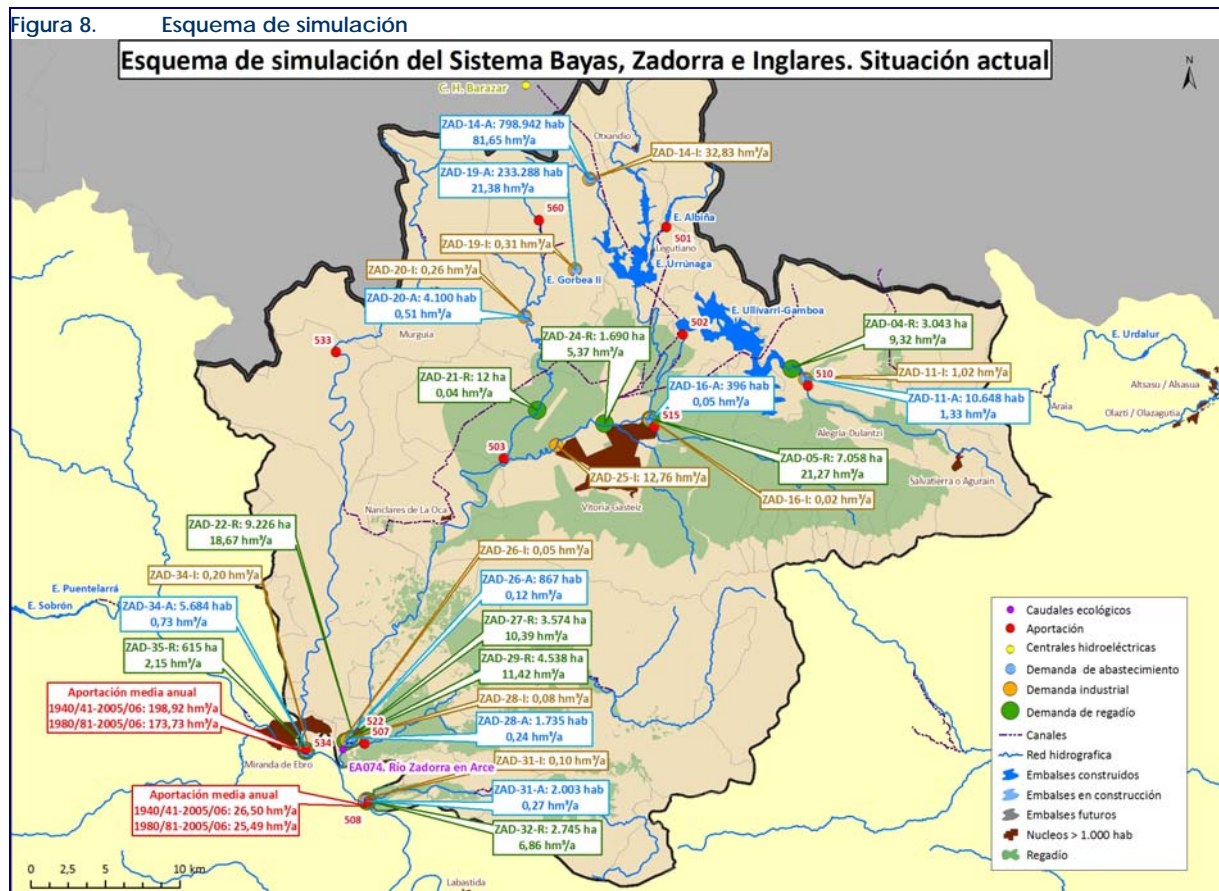 Figura 8. Esquema de simulación
Esquema de simulación del Sistema Bayas, Zadorra e Inglares. Situación actual
N
C. H. Barazar
ZAD-14-A: 798.942 hab
81,65 hm³/a
Otxandio
ZAD-14-I: 32,83 hm³/a
ZAD-19-A: 233.288 hab
21,38 hm³/a
560
E. Albiña
501
Legutiano
ZAD-19-I: 0,31 hm³/a
E. Urrúnaga
ZAD-20-I: 0,26 hm³/a
E. Gorbea II
ZAD-20-A: 4.100 hab
0,51 hm³/a
E. Ullivarri-Gamboa
Murguia
502
ZAD-24-R: 1.690 ha
5,37 hm³/a
ZAD-04-R: 3.043 ha
9,32 hm³/a
E. Urdalur
533
ZAD-21-R: 12 ha
0,04 hm³/a
ZAD-16-A: 396 hab
0,05 hm³/a
510
ZAD-11-I: 1,02 hm³/a
ZAD-11-A: 10.648 hab
1,33 hm³/a
Altsasu / Alsasua
Araia
Olazti / Olazagutia
515
Alegria-Dulantzi
503
ZAD-05-R: 7.058 ha
21,27 hm³/a
ZAD-25-I: 12,76 hm³/a
Salvatierra o Agurain
ZAD-16-I: 0,02 hm³/a
Vitoria-Gasteiz
Nanclares de La Oca
ZAD-22-R: 9.226 ha
18,67 hm³/a
ZAD-26-I: 0,05 hm³/a
ZAD-34-I: 0,20 hm³/a
ZAD-26-A: 867 hab
0,12 hm³/a
E. Puentelarrá
E. Sobrón
ZAD-34-A: 5.684 hab
0,73 hm³/a
ZAD-27-R: 3.574 ha
10,39 hm³/a
ZAD-35-R: 615 ha
2,15 hm³/a
ZAD-29-R: 4.538 ha
11,42 hm³/a
ZAD-28-I: 0,08 hm³/a
Aportación media anual
1940/41-2005/06: 198,92 hm³/a
1980/81-2005/06: 173,73 hm³/a
522
507
ZAD-28-A: 1.735 hab
0,24 hm³/a
534
Miranda de Ebro
EA074. Río Zadorra en Arce
ZAD-31-I: 0,10 hm³/a
Aportación media anual
1940/41-2005/06: 26,50 hm³/a
1980/81-2005/06: 25,49 hm³/a
ZAD-31-A: 2.003 hab
0,27 hm³/a
508
ZAD-32-R: 2.745 ha
6,86 hm³/a
Labastida
0 2,5 5 10 km
Caudales ecológicos
Aportación
Centrales hidroeléctricas
Demanda de abastecimiento
Demanda industrial
Demanda de regadío
Canales
Red hidrografica
Embalses construidos
Embalses en construcción
Embalses futuros
Nucleos > 1.000 hab
Regadío